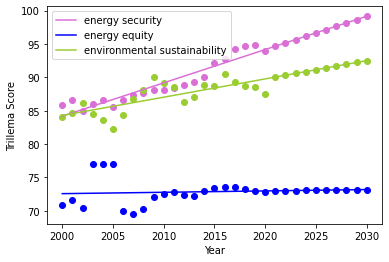 energy security
energy equity
environmental sustainability
100
95
90
85
80
75
70
Trillema Score
2000 2005 2010 2015 2020 2025 2030
Year